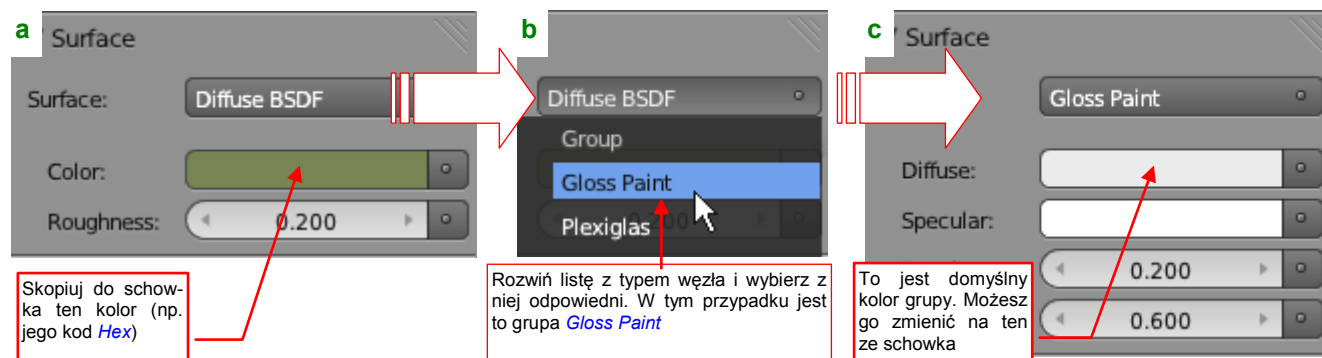 a
Surface
Surface:
Diffuse BSDF
Color:
Roughness:
0.200
Skopiuj do schow-
ka ten kolor (np.
jego kod Hex)
b
Diffuse BSDF
Group
Gloss Paint
Plexiglas
0.200
Rozwiń listę z typem węzła i wybierz z
niej odpowiedni. W tym przypadku jest
to grupa Gloss Paint
c
Surface
Gloss Paint
Diffuse:
Specular:
0.200
0.600
To jest domyślny
kolor grupy. Możesz
go zmienić na ten
ze schowka